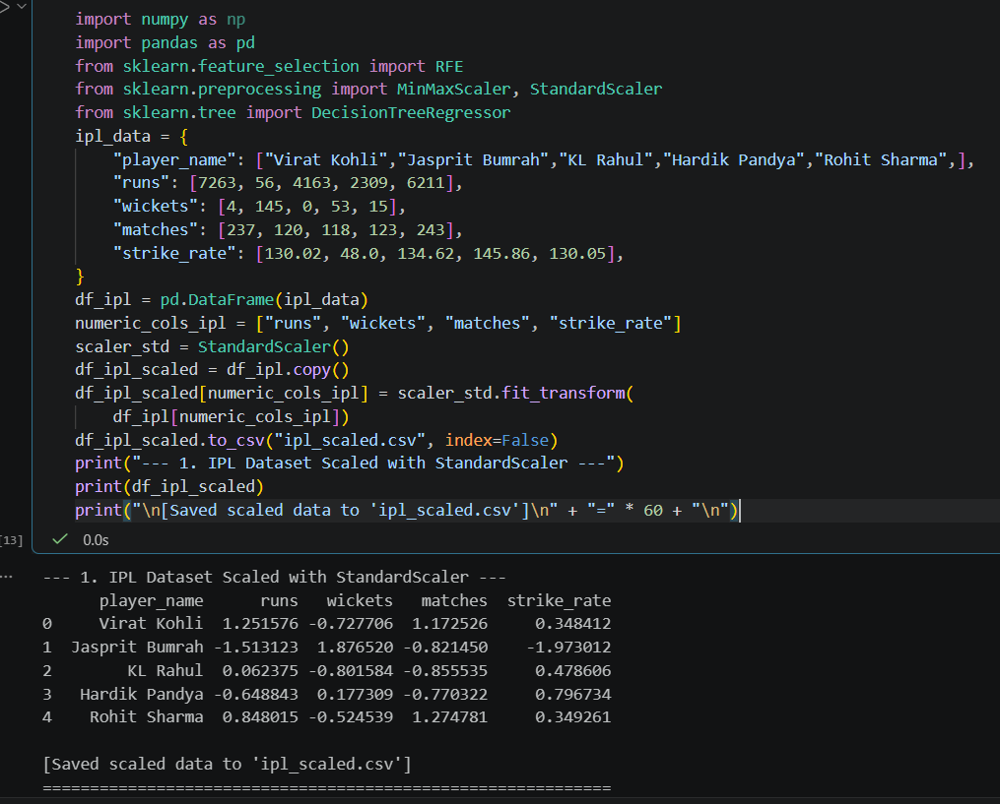 import numpy as np
import pandas as pd
from sklearn.feature_selection import RFE
from sklearn.preprocessing import MinMaxScaler, StandardScaler
from sklearn.tree import DecisionTreeRegressor
ipl_data = {
    "player_name": ["Virat Kohli","Jasprit Bumrah","KL Rahul","Hardik Pandya","Rohit Sharma",],
    "runs": [7263, 56, 4163, 2309, 6211],
    "wickets": [4, 145, 0, 53, 15],
    "matches": [237, 120, 118, 123, 243],
    "strike_rate": [130.02, 48.0, 134.62, 145.86, 130.05],
}
df_ipl = pd.DataFrame(ipl_data)
numeric_cols_ipl = ["runs", "wickets", "matches", "strike_rate"]
scaler_std = StandardScaler()
df_ipl_scaled = df_ipl.copy()
df_ipl_scaled[numeric_cols_ipl] = scaler_std.fit_transform(
    df_ipl[numeric_cols_ipl])
df_ipl_scaled.to_csv("ipl_scaled.csv", index=False)
print("--- 1. IPL Dataset Scaled with StandardScaler ---")
print(df_ipl_scaled)
print("\n[Saved scaled data to 'ipl_scaled.csv']\n" + "=" * 60 + "\n")
[13] 0.0s
--- 1. IPL Dataset Scaled with StandardScaler ---
      player_name      runs   wickets   matches  strike_rate
0     Virat Kohli  1.251576 -0.727706  1.172526     0.348412
1  Jasprit Bumrah -1.513123  1.876520 -0.821450    -1.973012
2        KL Rahul  0.062375 -0.801584 -0.855535     0.478606
3   Hardik Pandya -0.648843  0.177309 -0.770322     0.796734
4    Rohit Sharma  0.848015 -0.524539  1.274781     0.349261
[Saved scaled data to 'ipl_scaled.csv']
============================================================